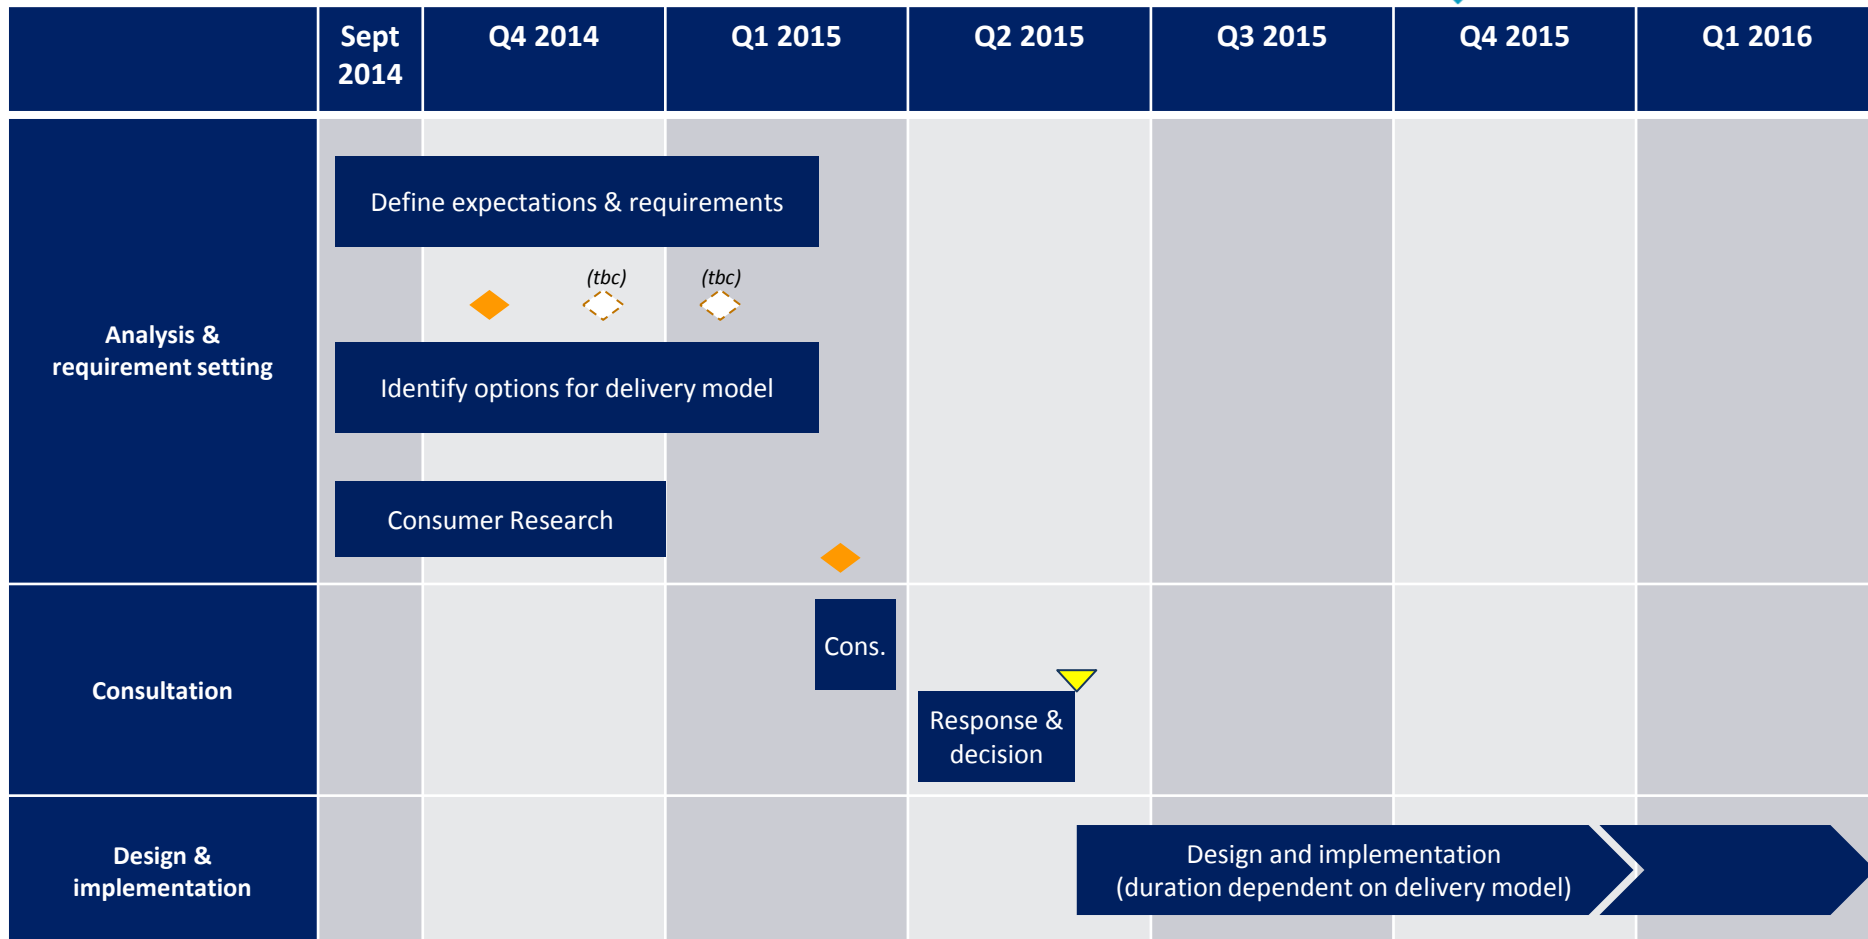 Sept
2014
Q4 2014
Q1 2015
Q2 2015
Q3 2015
Q4 2015
Q1 2016
Analysis &
requirement setting
Define expectations & requirements
(tbc)
(tbc)
Identify options for delivery model
Consumer Research
Consultation
Cons.
Response &
decision
Design &
implementation
Design and implementation
(duration dependent on delivery model)